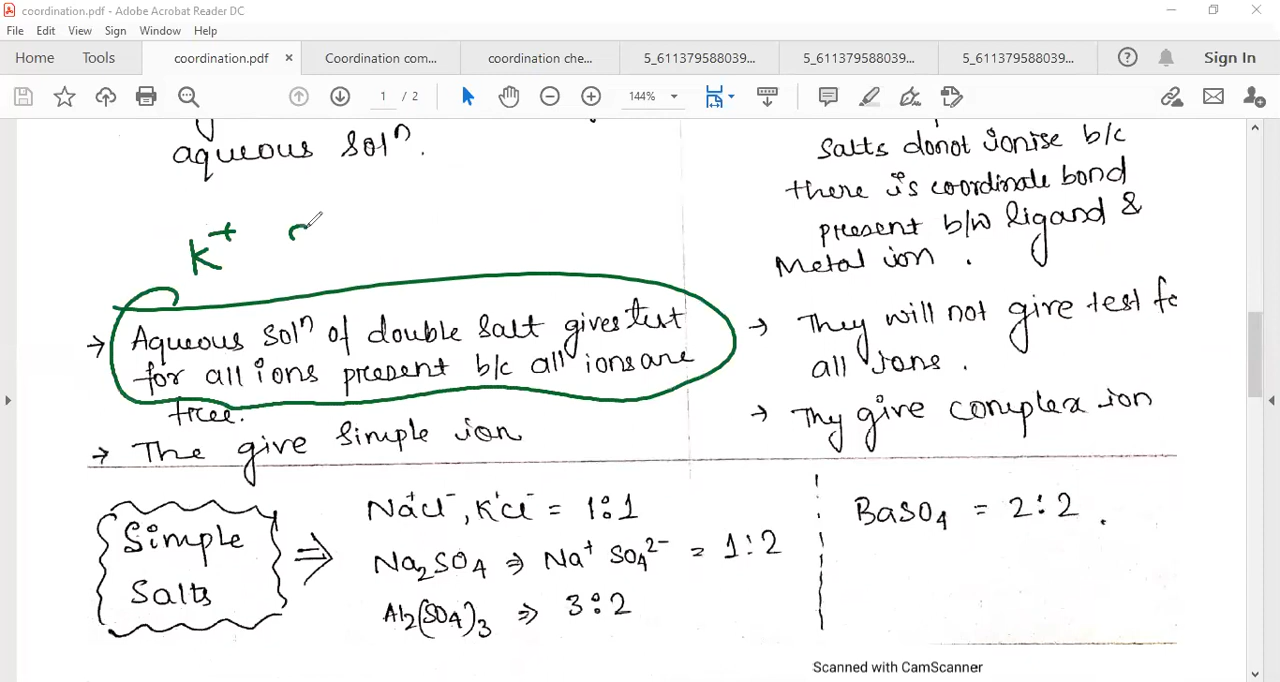 coordination.pdf - Adobe Acrobat Reader DC
File Edit View Sign Window Help
Home Tools coordination.pdf × Coordination com... coordination che... 5_611379588039... 5_611379588039... 5_611379588039... Sign In
1 / 2 144%
aqueous solⁿ.
K⁺
→ Aqueous solⁿ of double salt gives test
for all ions present b/c all ions are
free.
→ The give simple ion
salts donot ionise b/c
there is coordinate bond
present b/w ligand &
Metal ion .
→ They will not give test fo
all ions .
→ Thy give complex ion
Simple
Salts
⇒
Na⁺Cl⁻, K⁺Cl⁻ = 1:1
Na₂SO₄ ⇒ Na⁺ SO₄²⁻ = 1:2
Al₂(SO₄)₃ ⇒ 3:2
BaSO₄ = 2:2 .
Scanned with CamScanner